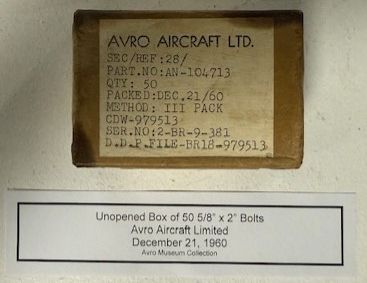 AVRO AIRCRAFT LTD.
SEC/REF:28/
PART.NO:AN-104713
QTY: 50
PACKED:DEC.21/60
METHOD: III PACK
CDW-979513
SER.NO:2-BR-9-381
D.D.P.FILE-BR18-979513
Unopened Box of 50 5/8" x 2" Bolts
Avro Aircraft Limited
December 21, 1960
Avro Museum Collection